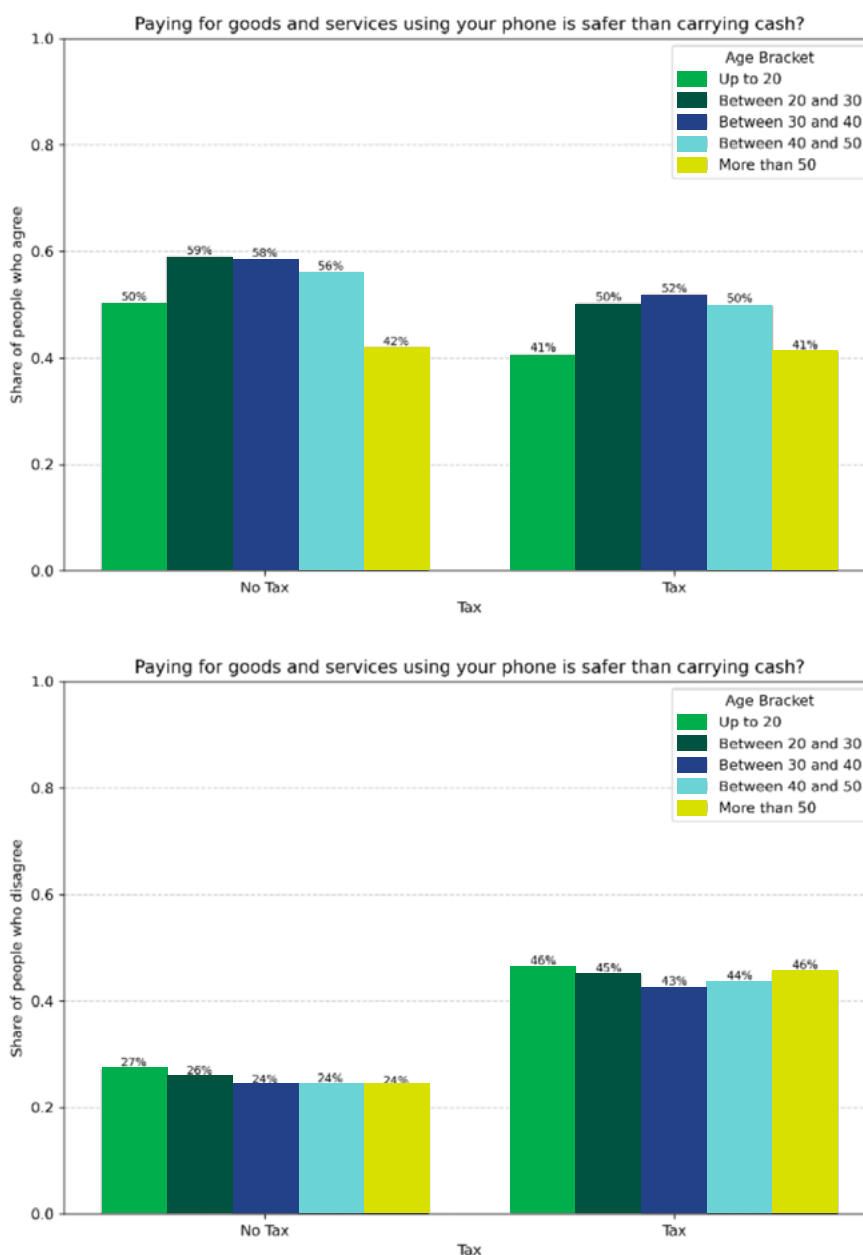 Paying for goods and services using your phone is safer than carrying cash?
1.0
0.8
0.6
0.4
0.2
0.0
Share of people who agree
Age Bracket
Up to 20
Between 20 and 30
Between 30 and 40
Between 40 and 50
More than 50
50%
59%
58%
56%
42%
41%
50%
52%
50%
41%
No Tax
Tax
Tax
Paying for goods and services using your phone is safer than carrying cash?
1.0
0.8
0.6
0.4
0.2
0.0
Share of people who disagree
Age Bracket
Up to 20
Between 20 and 30
Between 30 and 40
Between 40 and 50
More than 50
27%
26%
24%
24%
24%
46%
45%
43%
44%
46%
No Tax
Tax
Tax